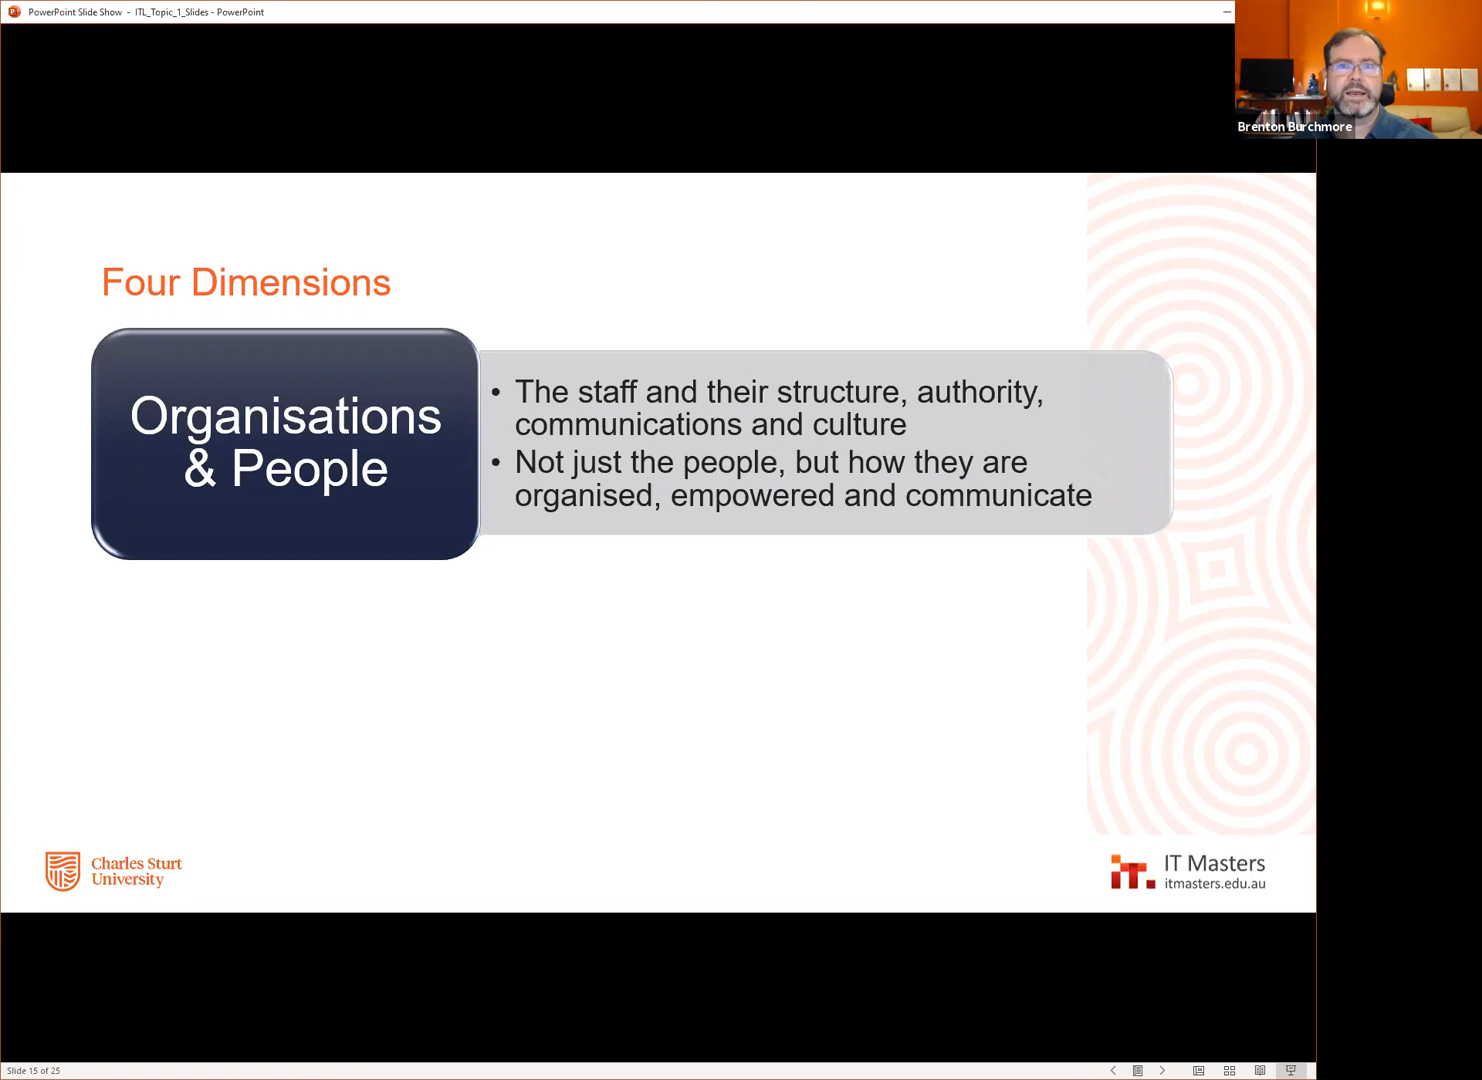 PowerPoint Slide Show - ITL_Topic_1_Slides - PowerPoint
Brenton Burchmore
Four Dimensions
Organisations
& People
• The staff and their structure, authority,
communications and culture
• Not just the people, but how they are
organised, empowered and communicate
Charles Sturt
University
it.
IT Masters
itmasters.edu.au
Slide 15 of 25